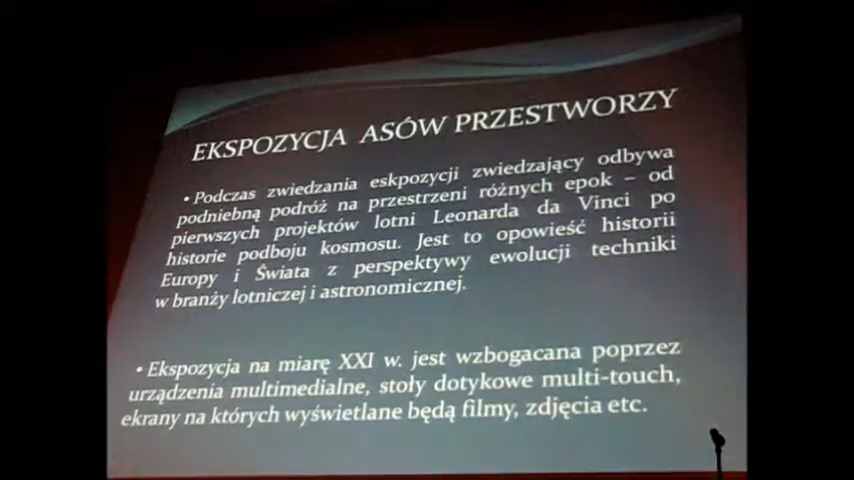 EKSPOZYCJA ASÓW PRZESTWORZY
• Podczas zwiedzania eskpozycji zwiedzający odbywa
podniebną podróż na przestrzeni różnych epok – od
pierwszych projektów lotni Leonarda da Vinci po
historie podboju kosmosu. Jest to opowieść historii
Europy i Świata z perspektywy ewolucji techniki
w branży lotniczej i astronomicznej.
• Ekspozycja na miarę XXI w. jest wzbogacana poprzez
urządzenia multimedialne, stoły dotykowe multi-touch,
ekrany na których wyświetlane będą filmy, zdjęcia etc.